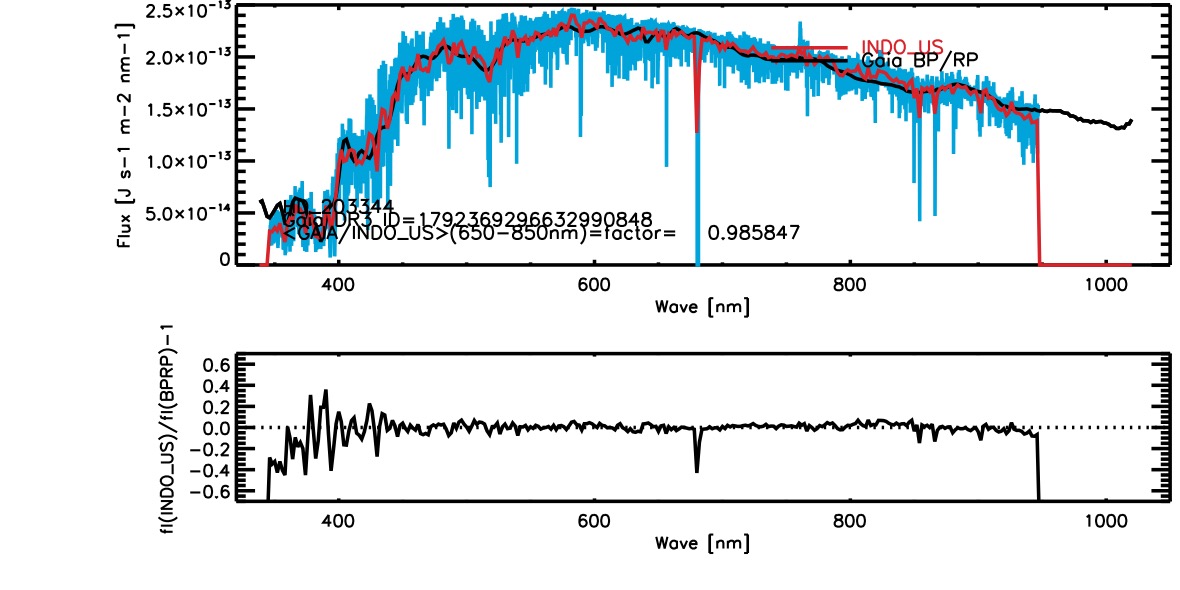 2.5×10−13
2.0×10−13
1.5×10−13
1.0×10−13
5.0×10−14
0
Flux [J s−1 m−2 nm−1]
INDO_US
Gaia BP/RP
HD_203344
Gaia DR3 ID=1792369296632990848
<GAIA/INDO_US>(650−850nm)=factor= 0.985847
400 600 800 1000
Wave [nm]
fl(INDO_US)/fl(BPRP)−1
0.6
0.4
0.2
0.0
−0.2
−0.4
−0.6
400 600 800 1000
Wave [nm]